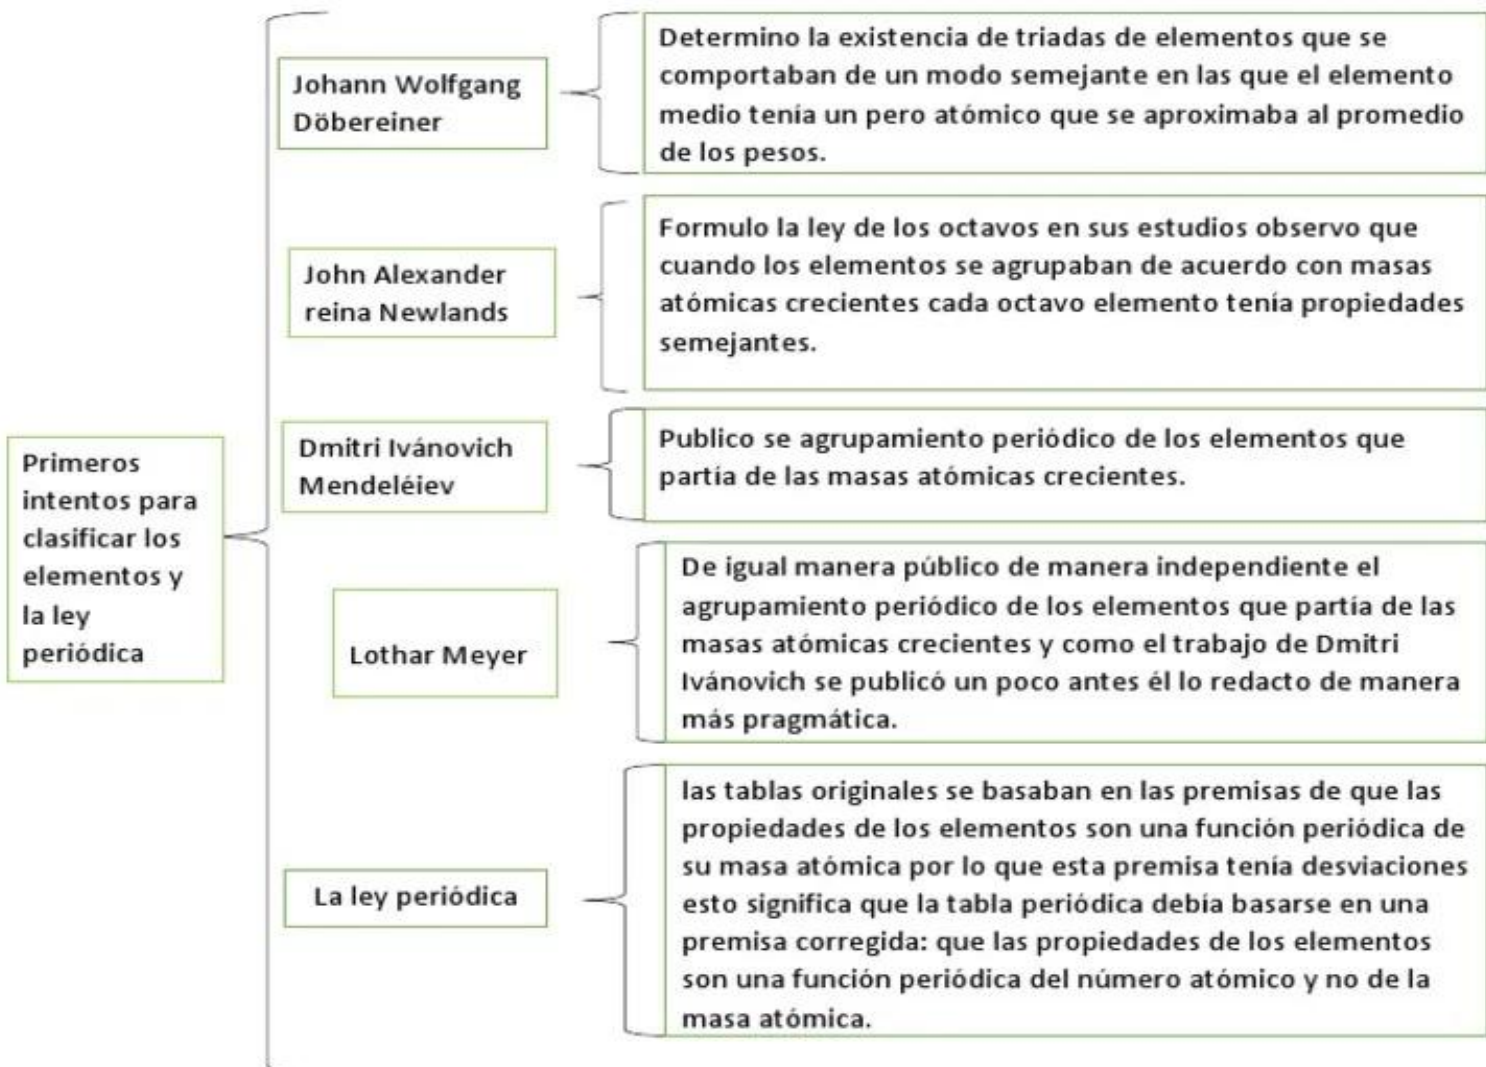 Primeros
intentos para
clasificar los
elementos y
la ley
periódica
Johann Wolfgang
Döbereiner
Determino la existencia de triadas de elementos que se
comportaban de un modo semejante en las que el elemento
medio tenía un pero atómico que se aproximaba al promedio
de los pesos.
John Alexander
reina Newlands
Formulo la ley de los octavos en sus estudios observo que
cuando los elementos se agrupaban de acuerdo con masas
atómicas crecientes cada octavo elemento tenía propiedades
semejantes.
Dmitri Ivánovich
Mendeléiev
Publico se agrupamiento periódico de los elementos que
partía de las masas atómicas crecientes.
Lothar Meyer
De igual manera público de manera independiente el
agrupamiento periódico de los elementos que partía de las
masas atómicas crecientes y como el trabajo de Dmitri
Ivánovich se publicó un poco antes él lo redacto de manera
más pragmática.
La ley periódica
las tablas originales se basaban en las premisas de que las
propiedades de los elementos son una función periódica de
su masa atómica por lo que esta premisa tenía desviaciones
esto significa que la tabla periódica debía basarse en una
premisa corregida: que las propiedades de los elementos
son una función periódica del número atómico y no de la
masa atómica.